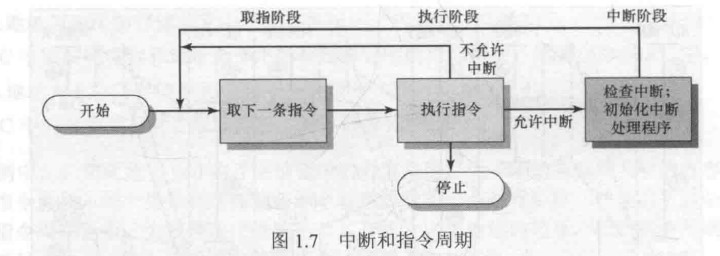 取指阶段
执行阶段
中断阶段
不允许
中断
开始
取下一条指令
执行指令
允许中断
检查中断;
初始化中断
处理程序
停止
图 1.7 中断和指令周期